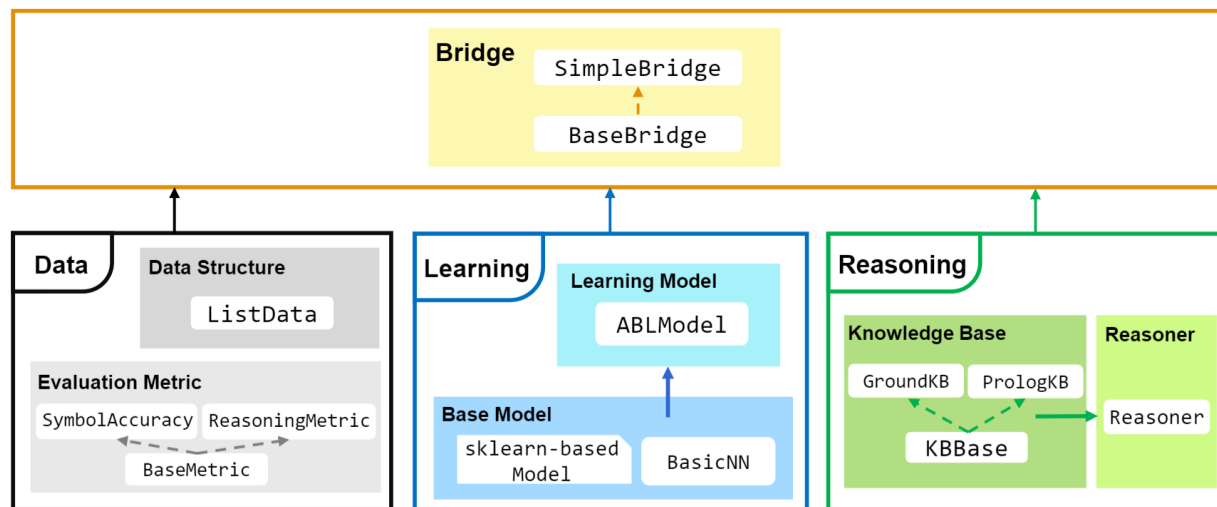 Bridge
SimpleBridge
BaseBridge
Data
Data Structure
ListData
Evaluation Metric
SymbolAccuracy
ReasoningMetric
BaseMetric
Learning
Learning Model
ABLModel
Base Model
sklearn-based
Model
BasicNN
Reasoning
Knowledge Base
GroundKB
PrologKB
KBBase
Reasoner
Reasoner